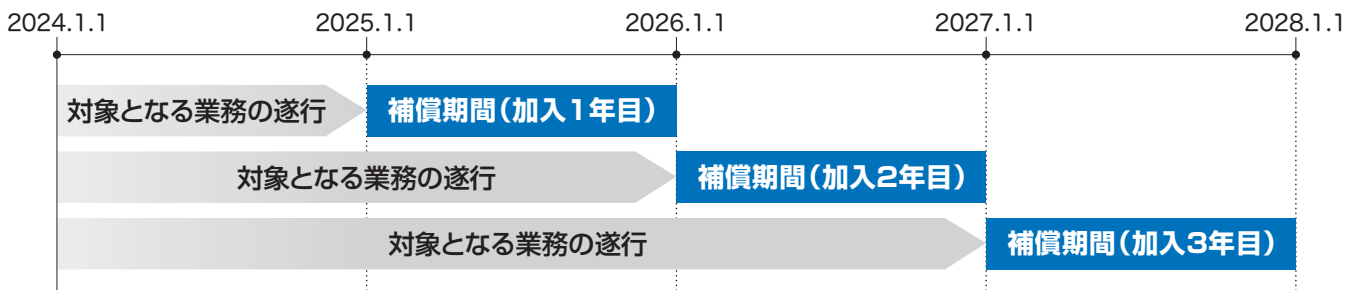 2024.1.1 2025.1.1 2026.1.1 2027.1.1 2028.1.1
対象となる業務の遂行 補償期間(加入1年目)
対象となる業務の遂行 補償期間(加入2年目)
対象となる業務の遂行 補償期間(加入3年目)